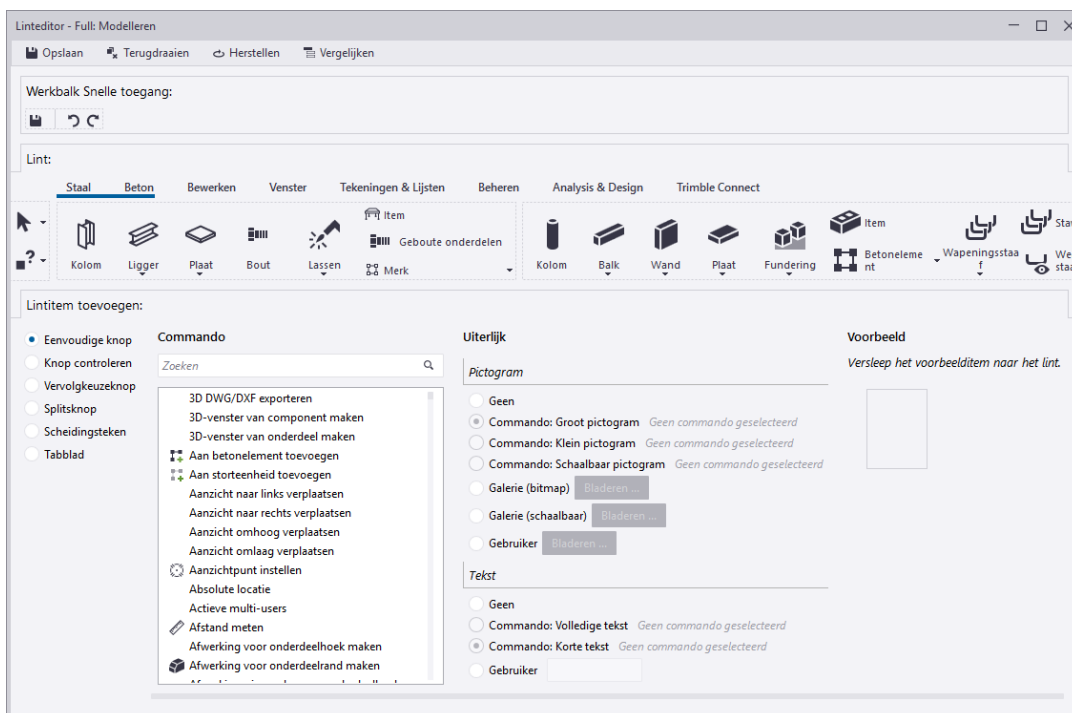 Linteditor - Full: Modelleren
Opslaan Terugdraaien Herstellen Vergelijken
Werkbalk Snelle toegang:
Lint:
Staal Beton Bewerken Venster Tekeningen & Lijsten Beheren Analysis & Design Trimble Connect
Kolom Ligger Plaat Bout Lassen
Item
Geboute onderdelen
Merk
Kolom Balk Wand Plaat Fundering
Item
Betoneleme
nt
Wapeningsstaa
f
Lintitem toevoegen:
Eenvoudige knop
Knop controleren
Vervolgkeuzeknop
Splitsknop
Scheidingsteken
Tabblad
Commando
Zoeken
3D DWG/DXF exporteren
3D-venster van component maken
3D-venster van onderdeel maken
Aan betonelement toevoegen
Aan storteenheid toevoegen
Aanzicht naar links verplaatsen
Aanzicht naar rechts verplaatsen
Aanzicht omhoog verplaatsen
Aanzicht omlaag verplaatsen
Aanzichtpunt instellen
Absolute locatie
Actieve multi-users
Afstand meten
Afwerking voor onderdeelhoek maken
Afwerking voor onderdeelrand maken
Uiterlijk
Pictogram
Geen
Commando: Groot pictogram Geen commando geselecteerd
Commando: Klein pictogram Geen commando geselecteerd
Commando: Schaalbaar pictogram Geen commando geselecteerd
Galerie (bitmap) Bladeren ...
Galerie (schaalbaar) Bladeren ...
Gebruiker Bladeren ...
Tekst
Geen
Commando: Volledige tekst Geen commando geselecteerd
Commando: Korte tekst Geen commando geselecteerd
Gebruiker
Voorbeeld
Versleep het voorbeelditem naar het lint.